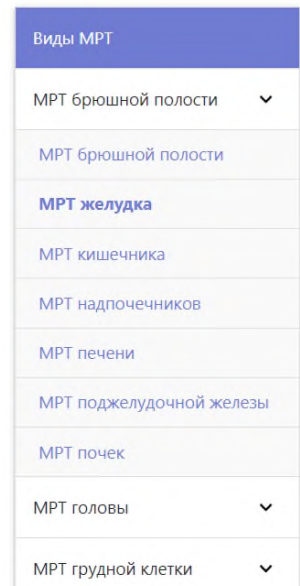 Виды МРТ
МРТ брюшной полости
МРТ брюшной полости
МРТ желудка
МРТ кишечника
МРТ надпочечников
МРТ печени
МРТ поджелудочной железы
МРТ почек
МРТ головы
МРТ грудной клетки